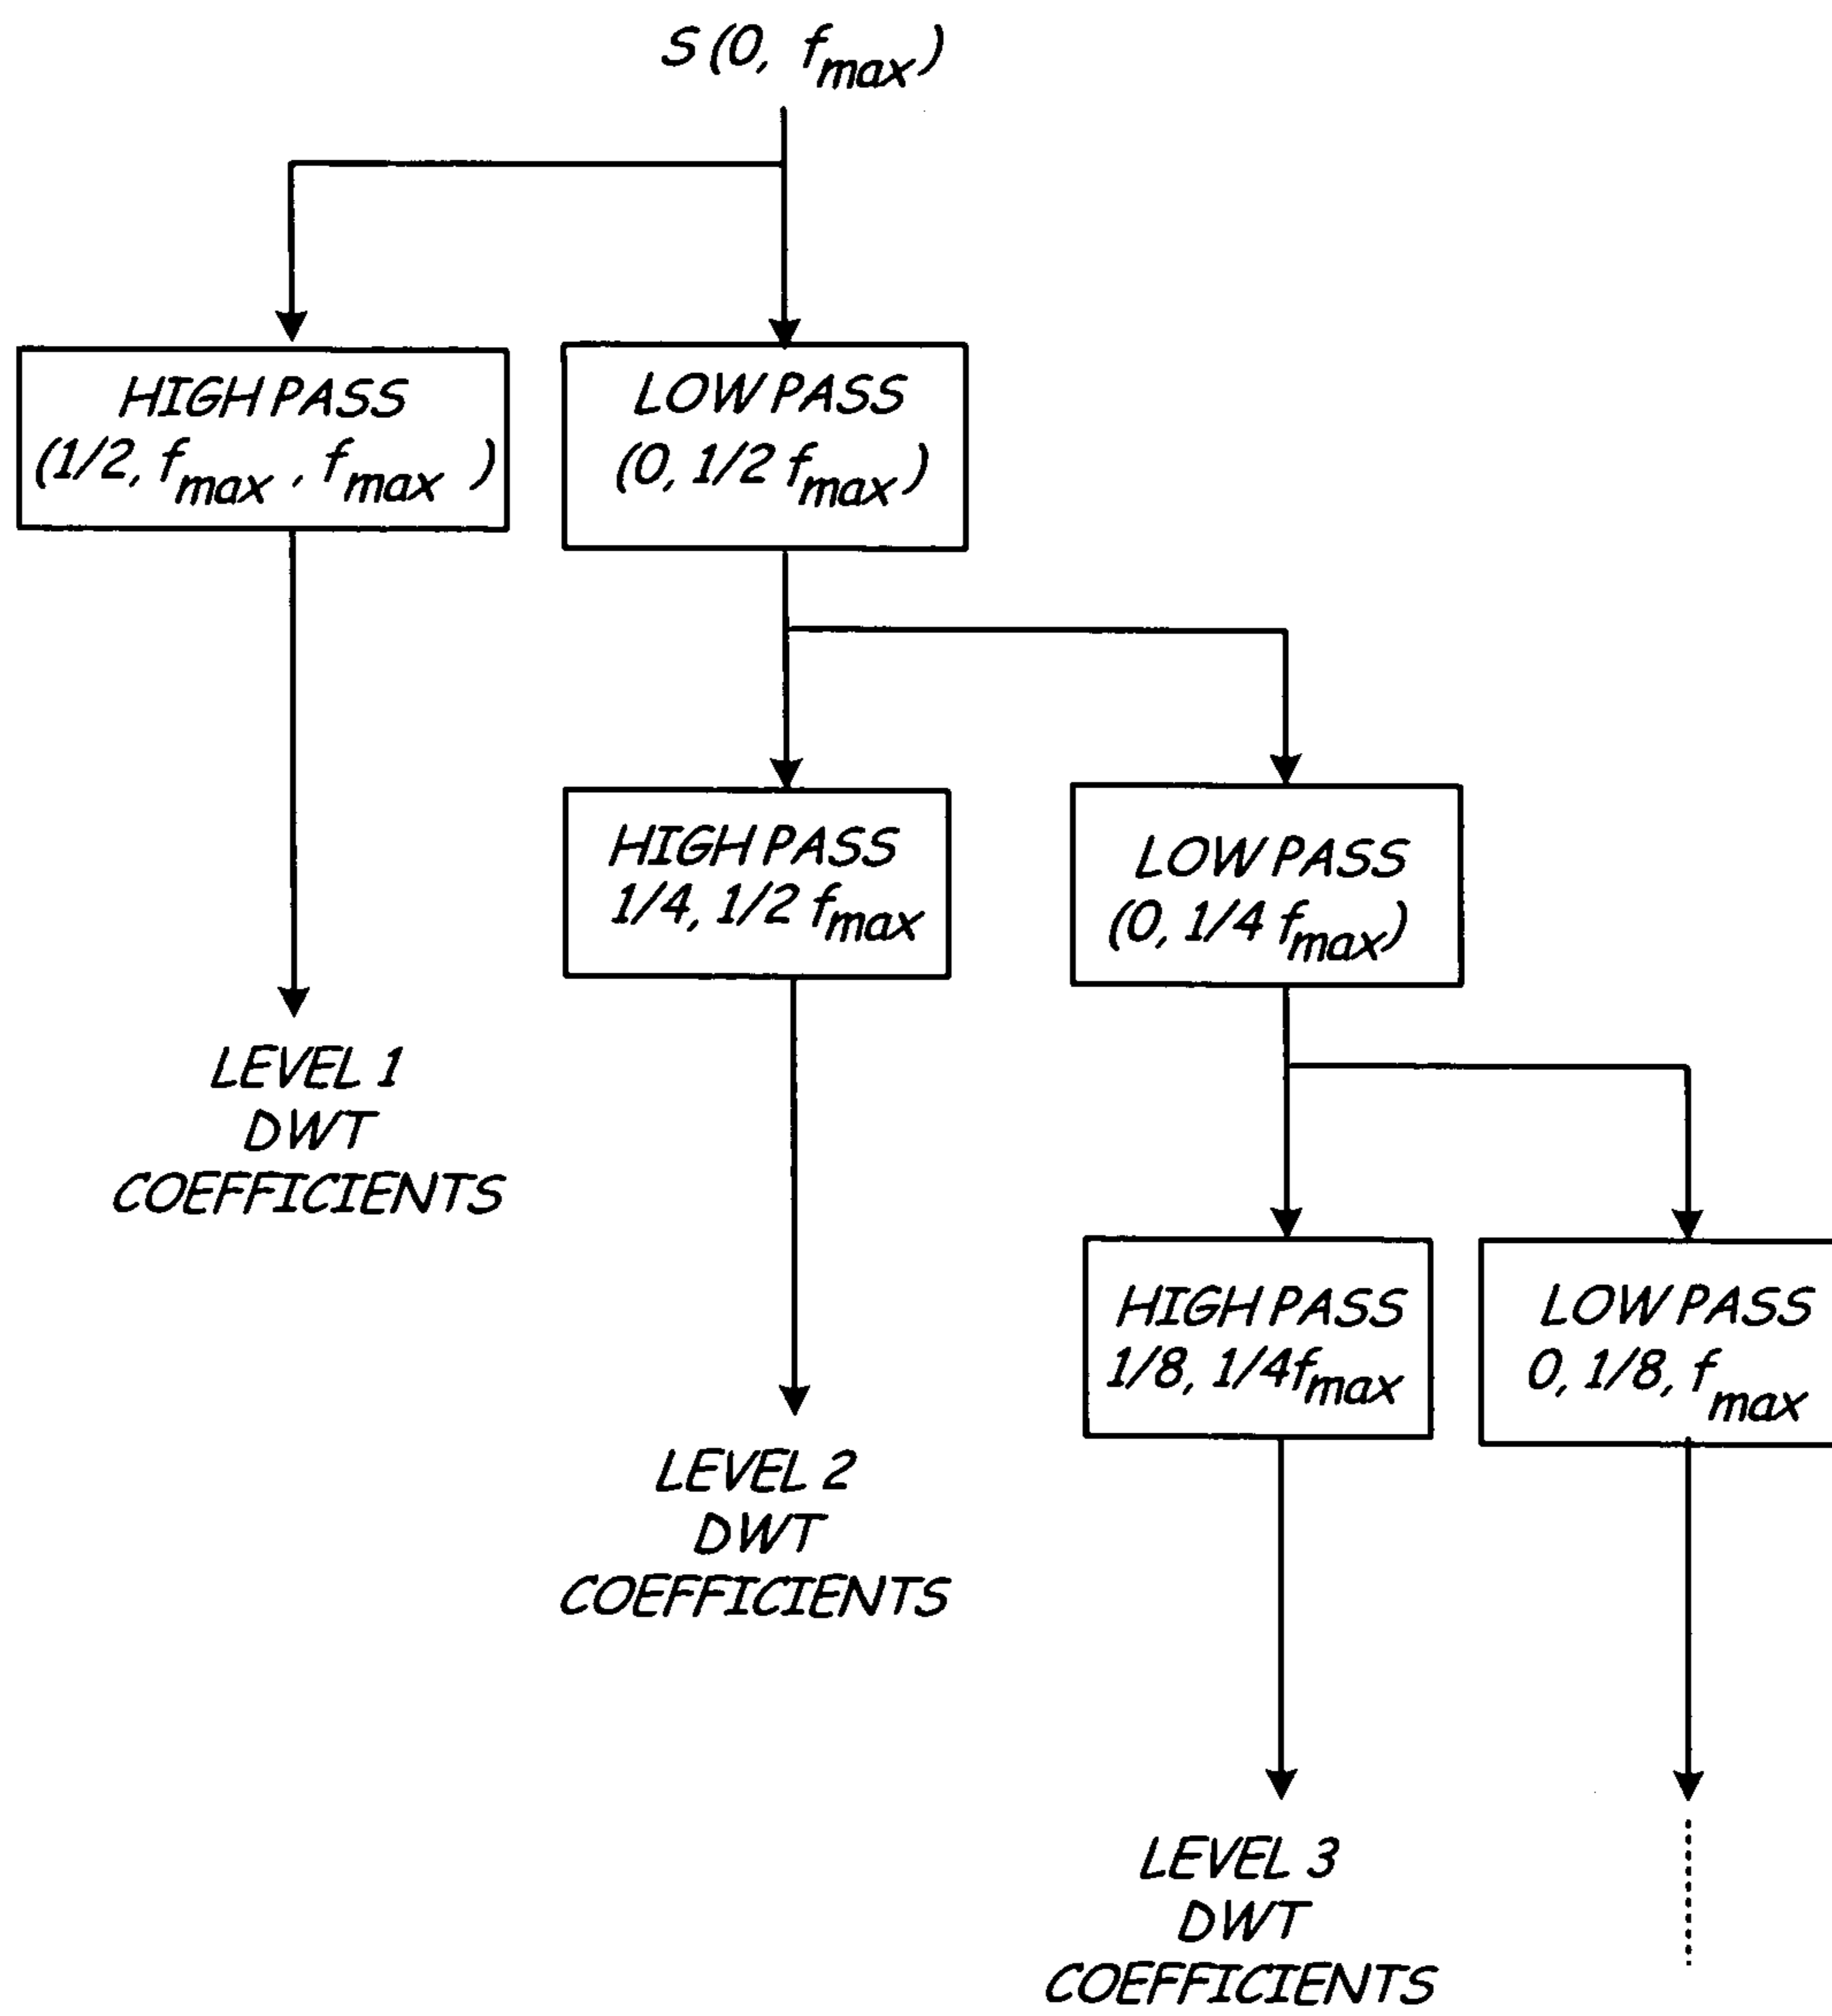 S (0, fmax)
HIGH PASS
(1/2, fmax , fmax )
LOW PASS
(0, 1/2 fmax)
HIGH PASS
1/4, 1/2 fmax
LOW PASS
(0, 1/4 fmax)
LEVEL 1
DWT
COEFFICIENTS
HIGH PASS
1/8, 1/4fmax
LOW PASS
0, 1/8, fmax
LEVEL 2
DWT
COEFFICIENTS
LEVEL 3
DWT
COEFFICIENTS